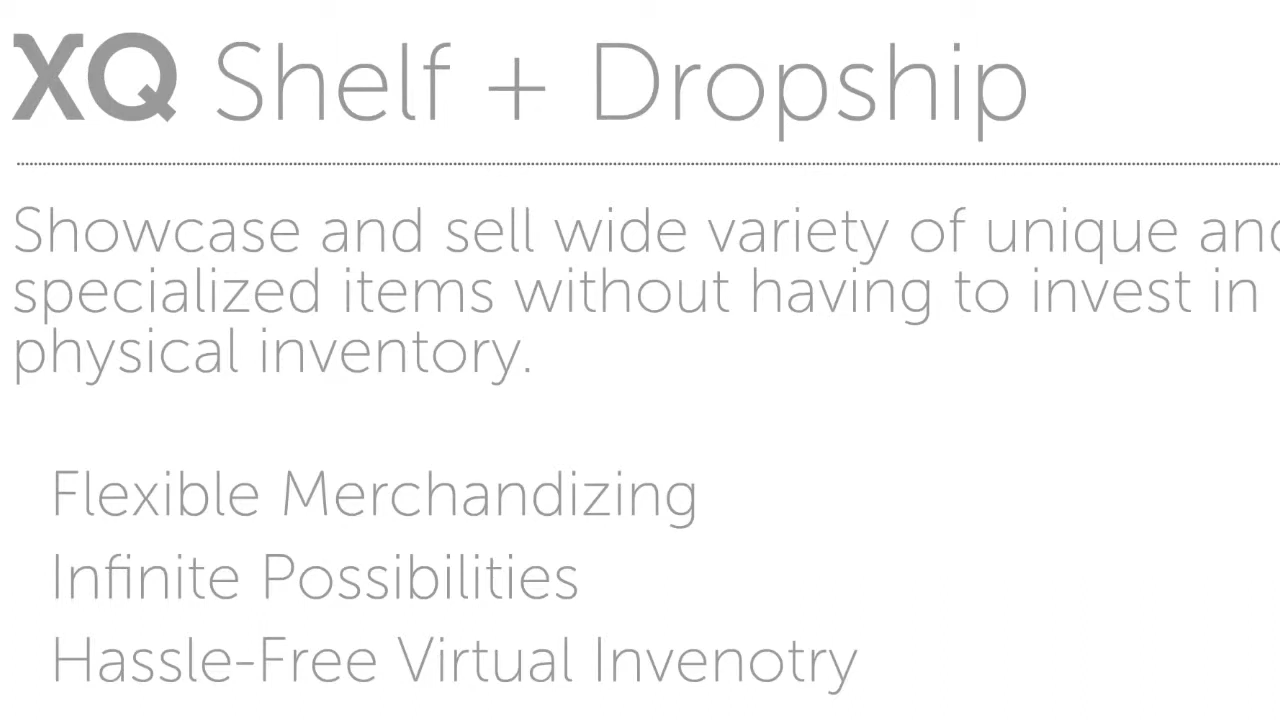 XQ Shelf + Dropship
Showcase and sell wide variety of unique and
specialized items without having to invest in
physical inventory.
Flexible Merchandizing
Infinite Possibilities
Hassle-Free Virtual Invenotry